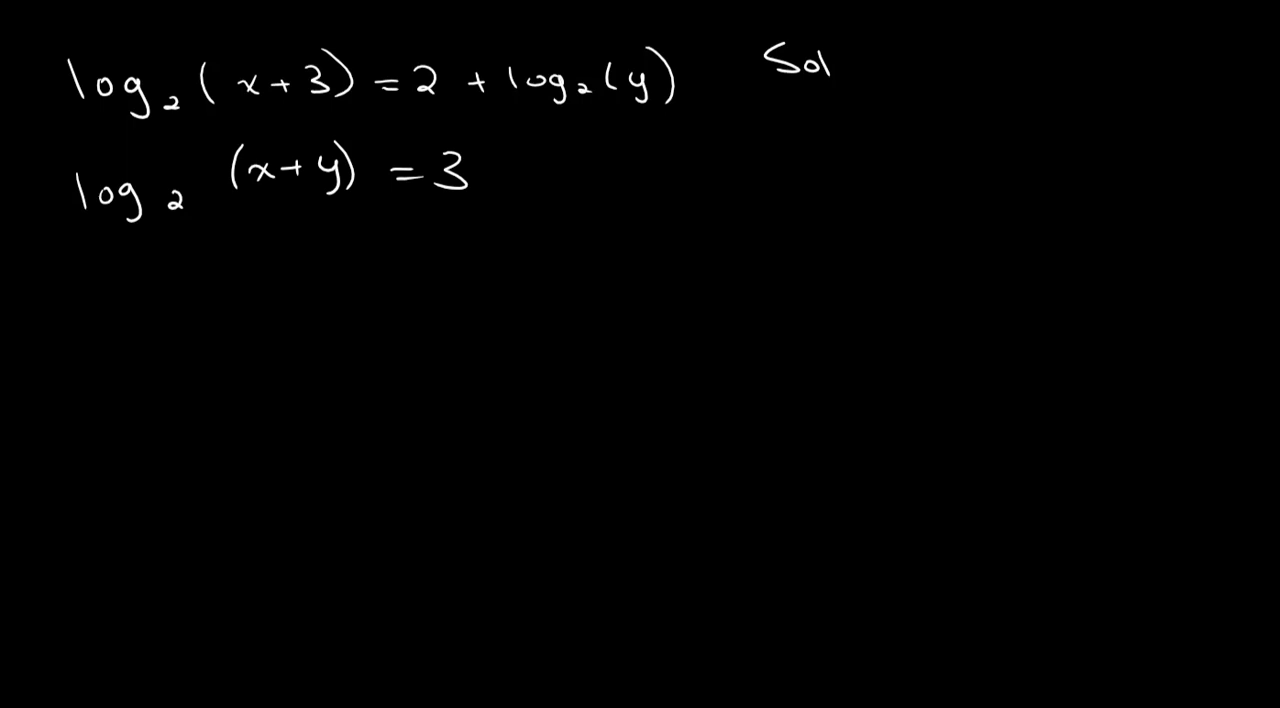 log₂(x+3) = 2 + log₂(y) Sol
log₂(x+y) = 3